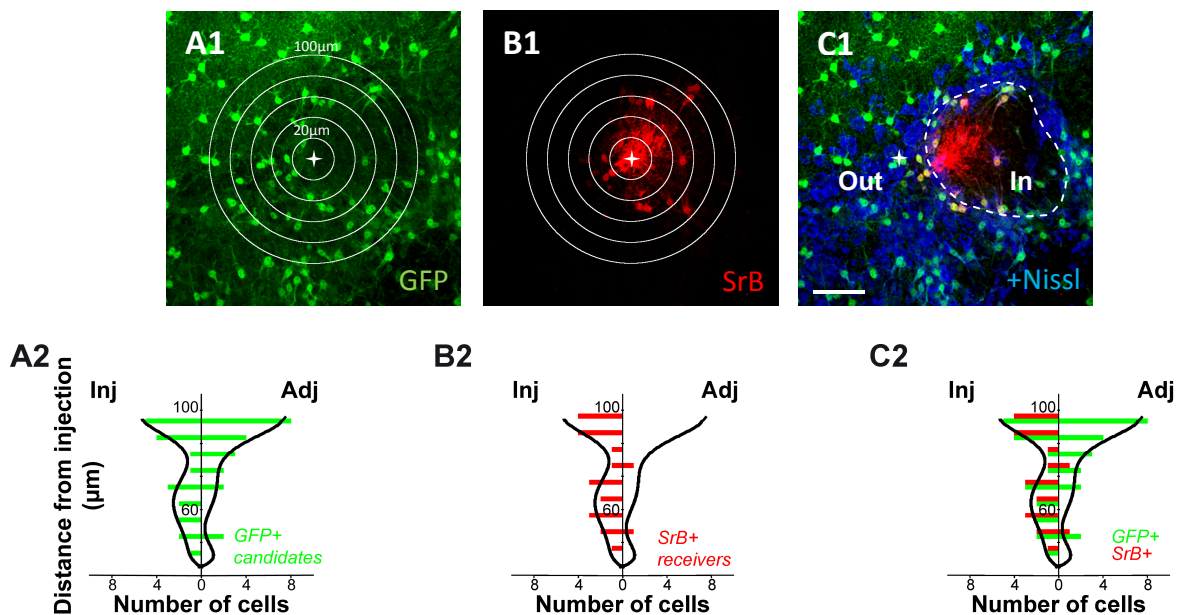 A1
100µm
20µm
GFP
B1
SrB
C1
Out
In
+Nissl
A2
Distance from injection
(µm)
Inj
Adj
100
60
GFP+
candidates
8 4 0 4 8
Number of cells
B2
Inj
Adj
100
60
SrB+
receivers
8 4 0 4 8
Number of cells
C2
Inj
Adj
100
60
GFP+
SrB+
8 4 0 4 8
Number of cells